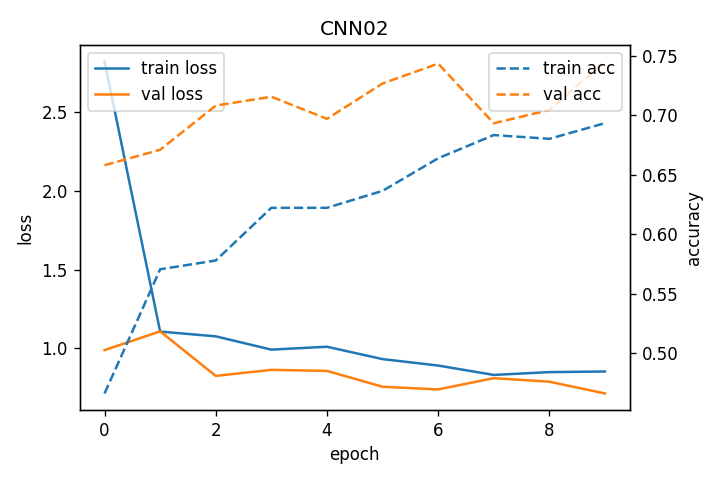 CNN02
train loss
val loss
train acc
val acc
2.5
2.0
1.5
1.0
loss
0.75
0.70
0.65
0.60
0.55
0.50
accuracy
0 2 4 6 8
epoch